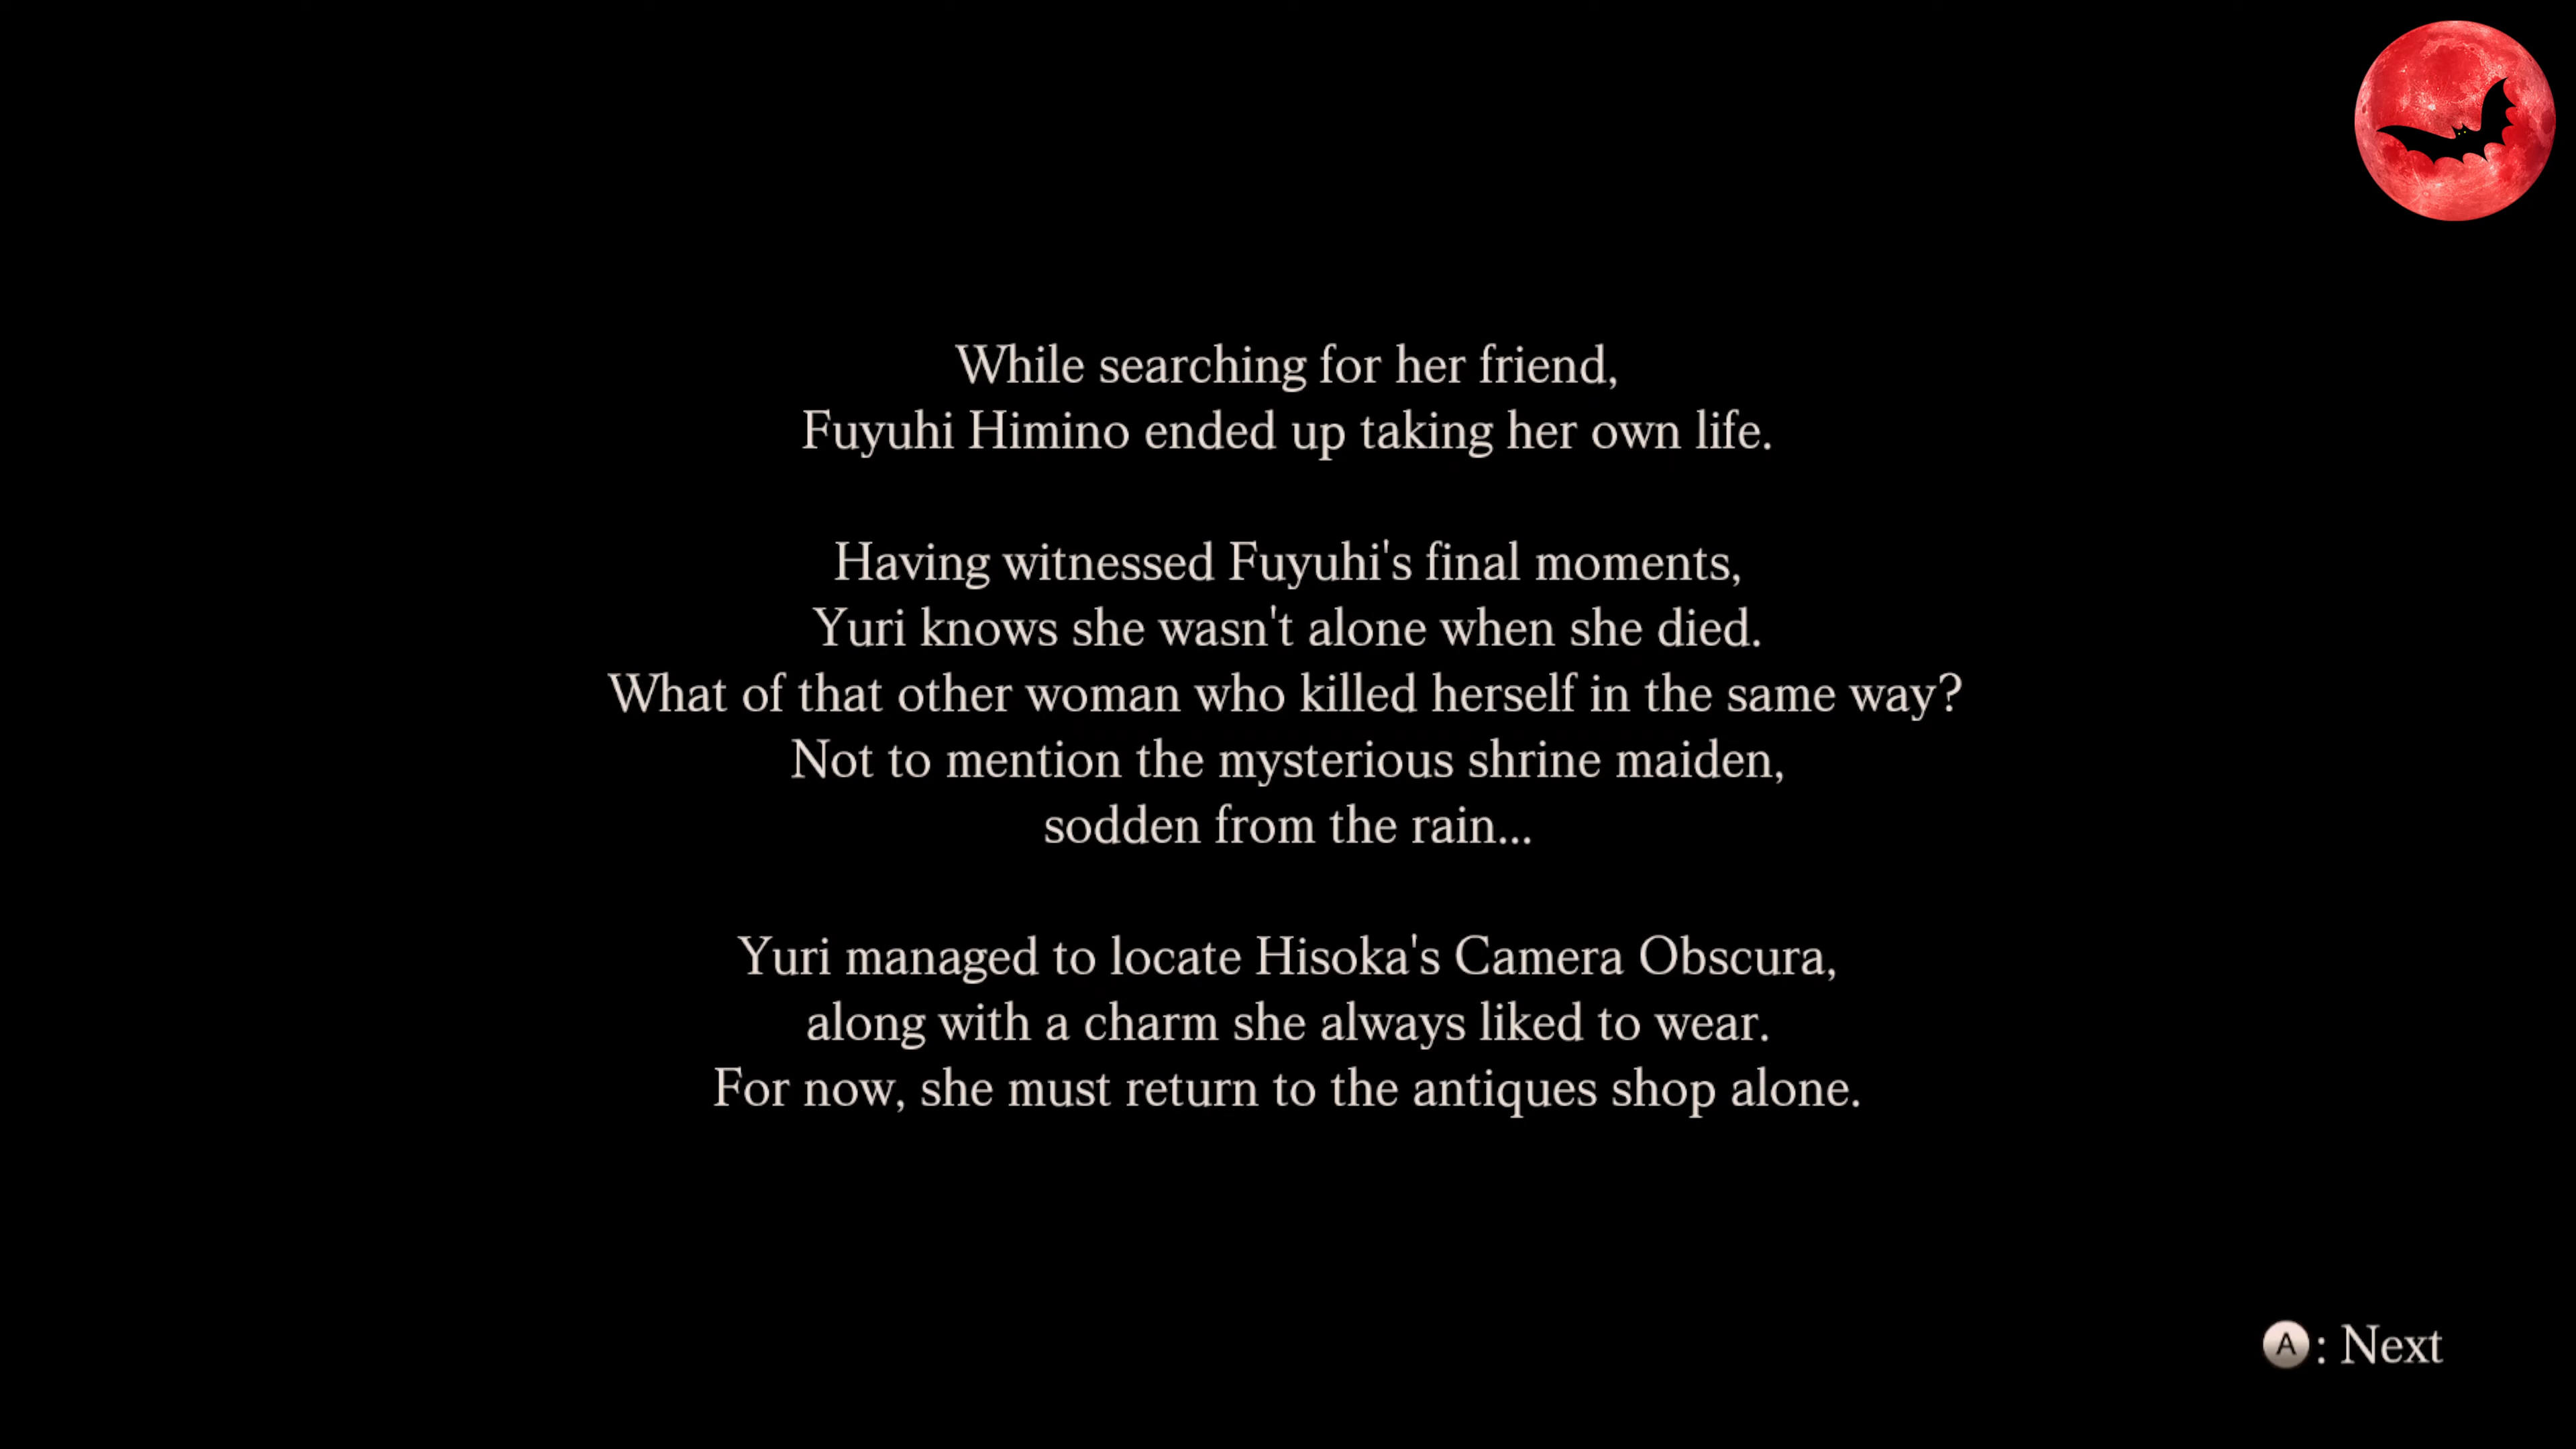 While searching for her friend,
Fuyuhi Himino ended up taking her own life.
Having witnessed Fuyuhi's final moments,
Yuri knows she wasn't alone when she died.
What of that other woman who killed herself in the same way?
Not to mention the mysterious shrine maiden,
sodden from the rain...
Yuri managed to locate Hisoka's Camera Obscura,
along with a charm she always liked to wear.
For now, she must return to the antiques shop alone.
A: Next